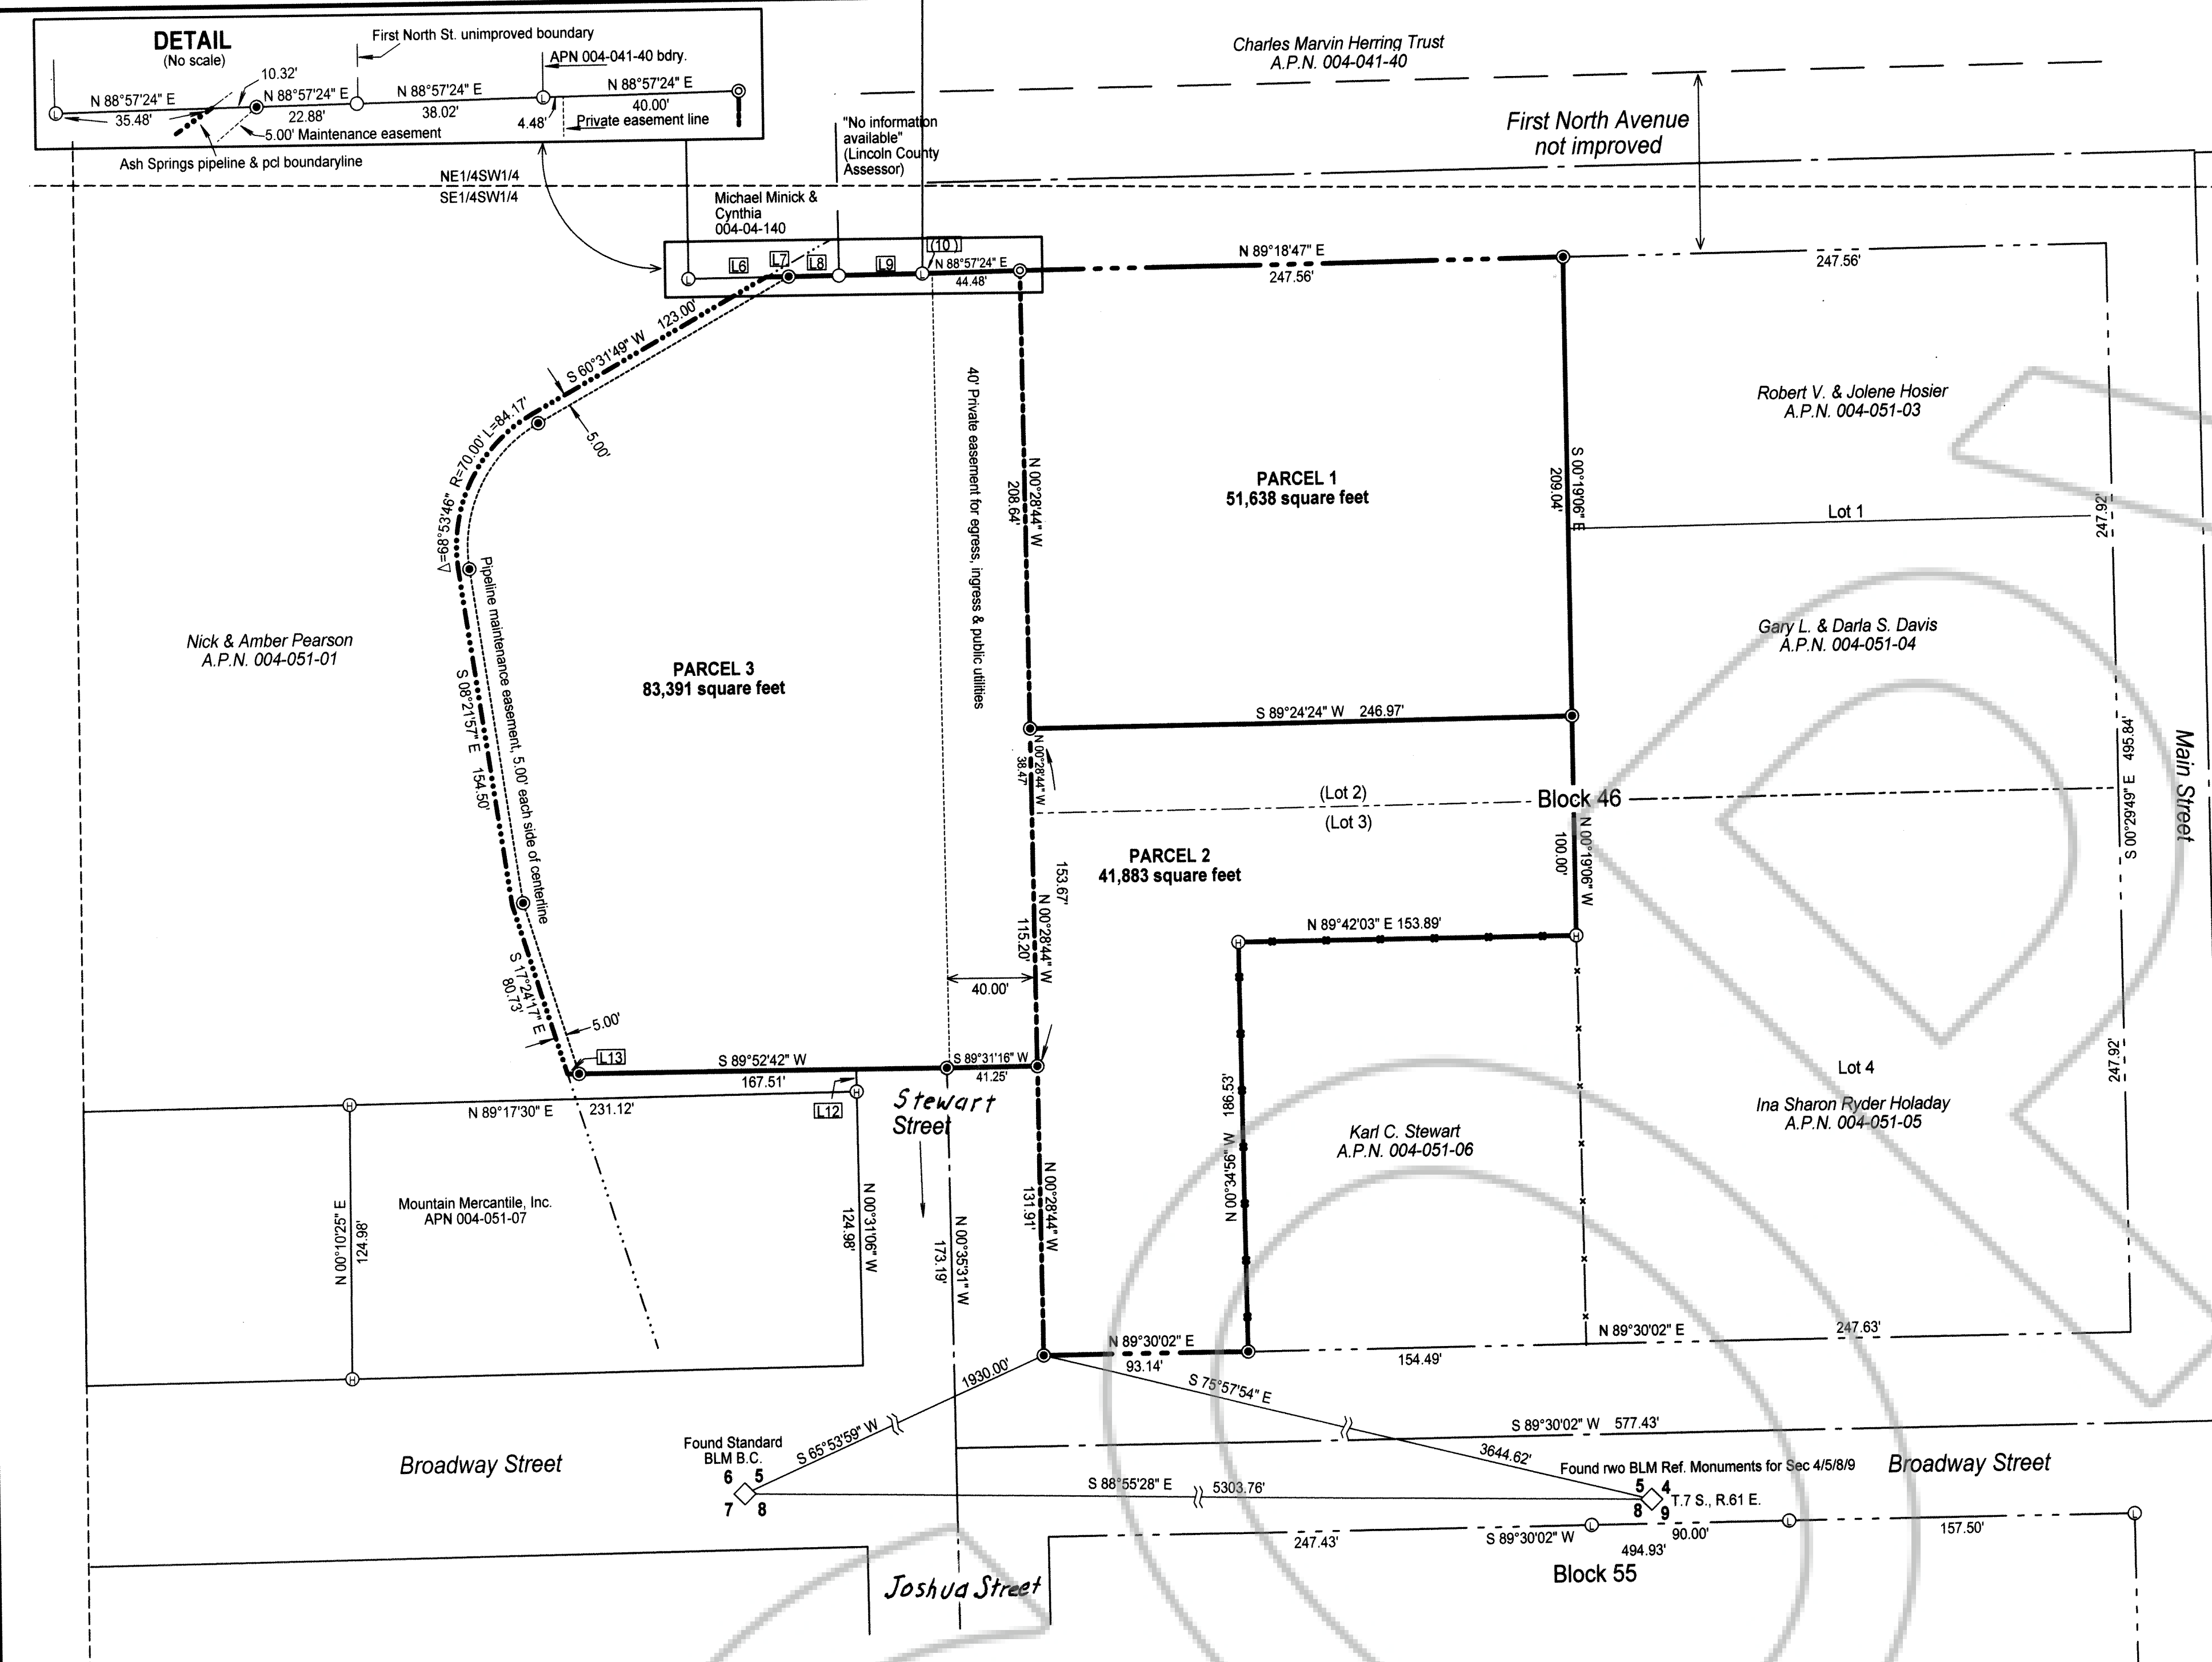 DETAIL
(No scale)
First North St. unimproved boundary
APN 004-041-40 bdry.
10.32'
N 88°57'24" E
35.48'
N 88°57'24" E
22.88'
N 88°57'24" E
38.02'
N 88°57'24" E
40.00'
4.48'
Private easement line
5.00' Maintenance easement
Ash Springs pipeline & pcl boundaryline
Charles Marvin Herring Trust
A.P.N. 004-041-40
First North Avenue
not improved
"No information
available"
(Lincoln County
Assessor)
NE1/4SW1/4
SE1/4SW1/4
Michael Minick &
Cynthia
004-04-140
L6
L7
L8
L9
(10)
N 88°57'24" E
44.48'
N 89°18'47" E
247.56'
247.56'
S 60°31'49" W 123.00'
5.00'
Δ=68°53'46" R=70.00' L=84.17'
40' Private easement for egress, ingress & public utilities
N 00°28'44" W
208.64'
PARCEL 1
51,638 square feet
S 00°19'06" E
209.04'
Robert V. & Jolene Hosier
A.P.N. 004-051-03
Lot 1
247.92'
Nick & Amber Pearson
A.P.N. 004-051-01
Pipeline maintenance easement, 5.00' each side of centerline
S 08°21'57" E 154.50'
PARCEL 3
83,391 square feet
Gary L. & Darla S. Davis
A.P.N. 004-051-04
S 89°24'24" W 246.97'
N 00°28'44" W
38.47'
(Lot 2)
(Lot 3)
Block 46
S 00°29'49" E 495.84'
Main Street
PARCEL 2
41,883 square feet
N 00°19'06" W
100.00'
153.67'
N 00°28'44" W
115.20'
N 89°42'03" E 153.89'
S 17°24'17" E
80.73'
5.00'
40.00'
L13
S 89°52'42" W
167.51'
S 89°31'16" W
41.25'
N 89°17'30" E 231.12'
L12
Stewart
Street
N 00°34'56" W 186.53'
Karl C. Stewart
A.P.N. 004-051-06
Lot 4
Ina Sharon Ryder Holaday
A.P.N. 004-051-05
247.92'
Mountain Mercantile, Inc.
APN 004-051-07
N 00°10'25" E
124.98'
N 00°31'06" W
124.98'
N 00°35'31" W
173.19'
N 00°28'44" W
131.91'
N 89°30'02" E
93.14'
154.49'
N 89°30'02" E
247.63'
1930.00'
S 65°53'59" W
S 75°57'54" E
3644.62'
S 89°30'02" W 577.43'
Found Standard
BLM B.C.
6 5
7 8
Broadway Street
S 88°55'28" E 5303.76'
Found rwo BLM Ref. Monuments for Sec 4/5/8/9
5 4
8 9
T.7 S., R.61 E.
Broadway Street
247.43'
S 89°30'02" W
90.00'
494.93'
157.50'
Block 55
Joshua Street